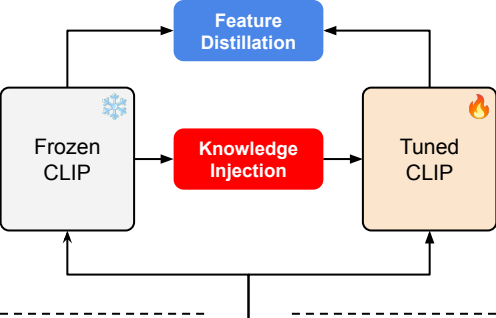 Feature
Distillation
Frozen
CLIP
Knowledge
Injection
Tuned
CLIP